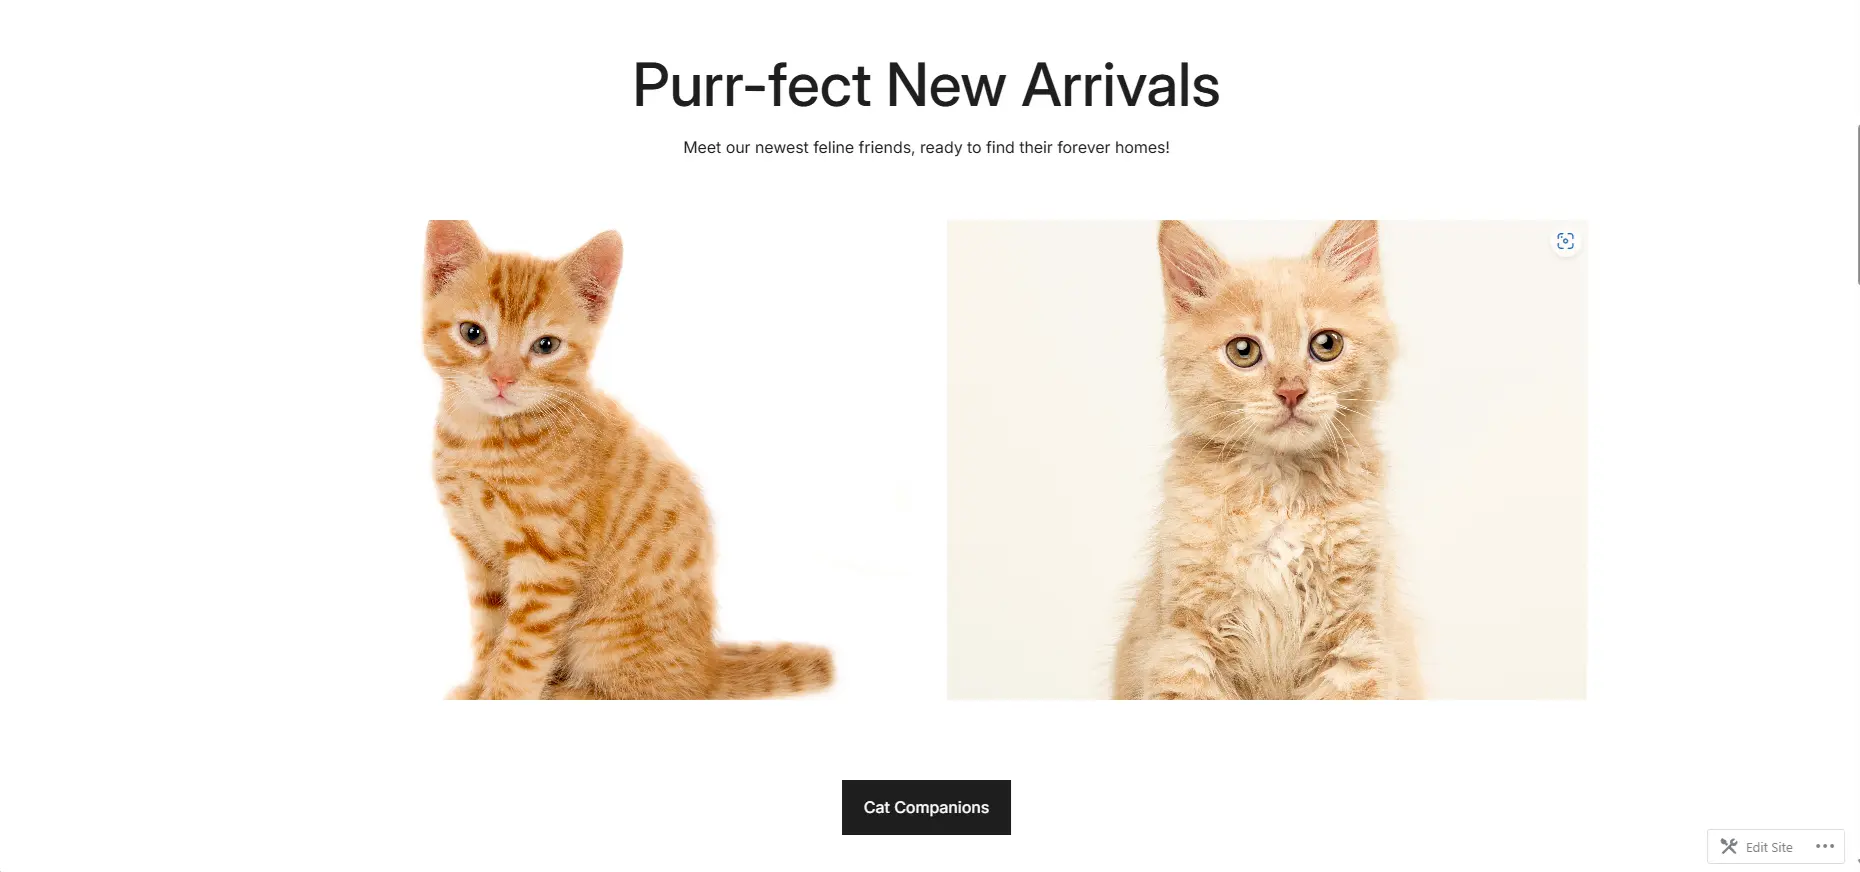 Purr-fect New Arrivals
Meet our newest feline friends, ready to find their forever homes!
Cat Companions
Edit Site